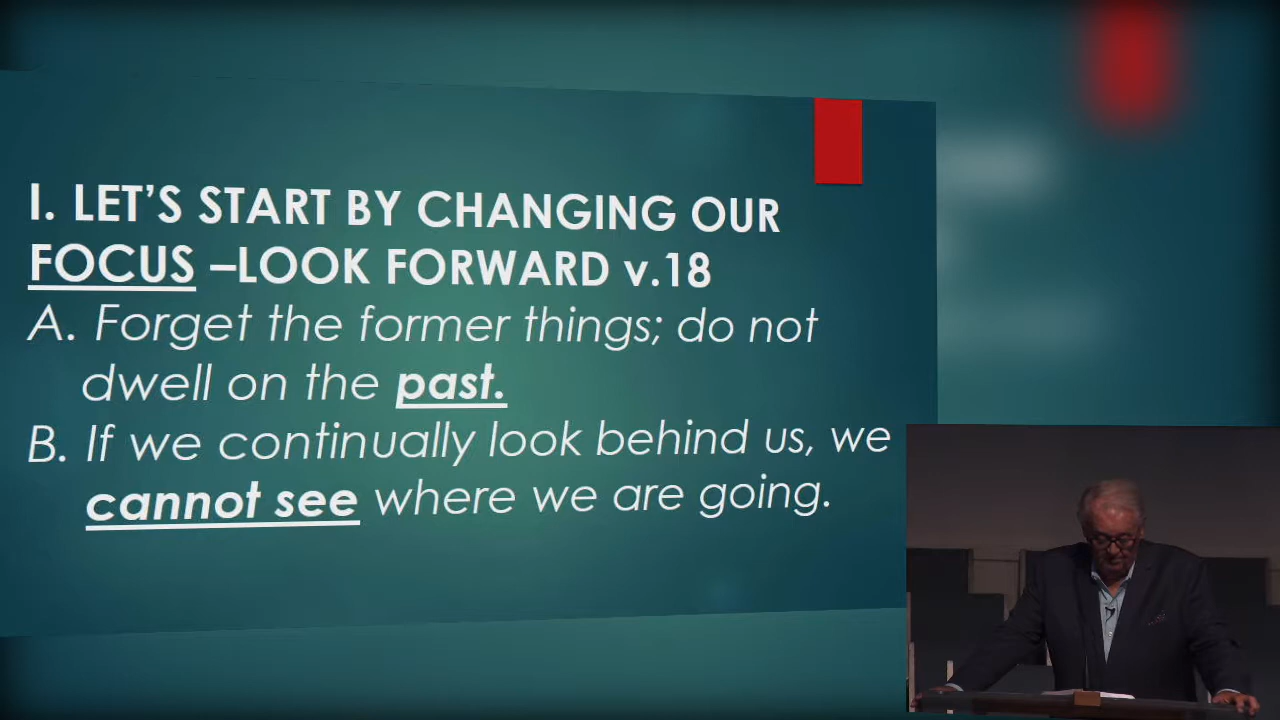 I. LET’S START BY CHANGING OUR
FOCUS –LOOK FORWARD v.18
A. Forget the former things; do not
dwell on the past.
B. If we continually look behind us, we
cannot see where we are going.